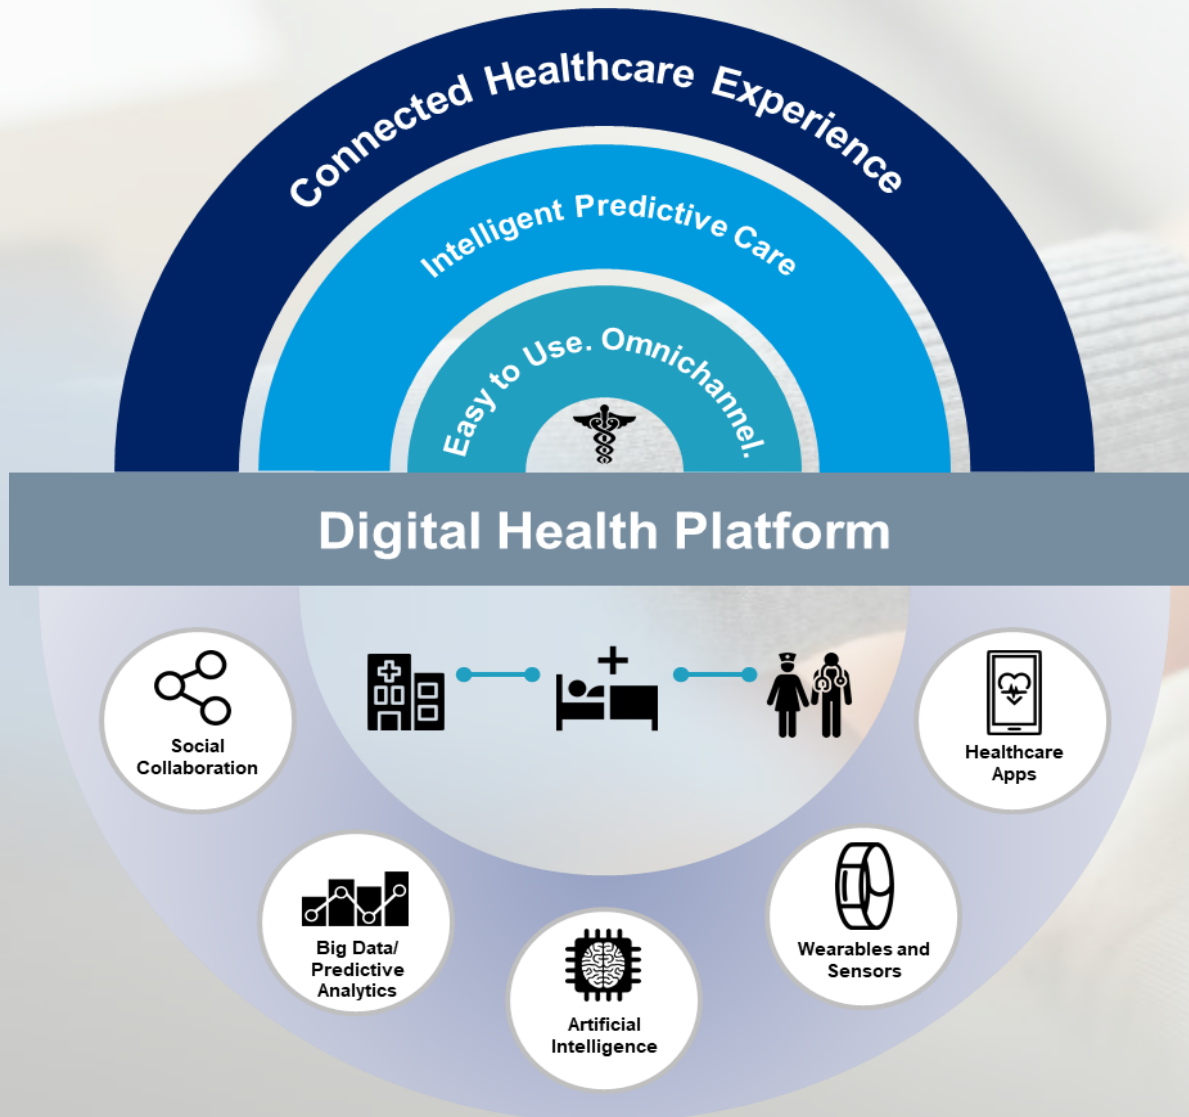 Connected Healthcare Experience
Intelligent Predictive Care
Easy to Use. Omnichannel.
Digital Health Platform
Social
Collaboration
Healthcare
Apps
Big Data/
Predictive
Analytics
Wearables and
Sensors
Artificial
Intelligence